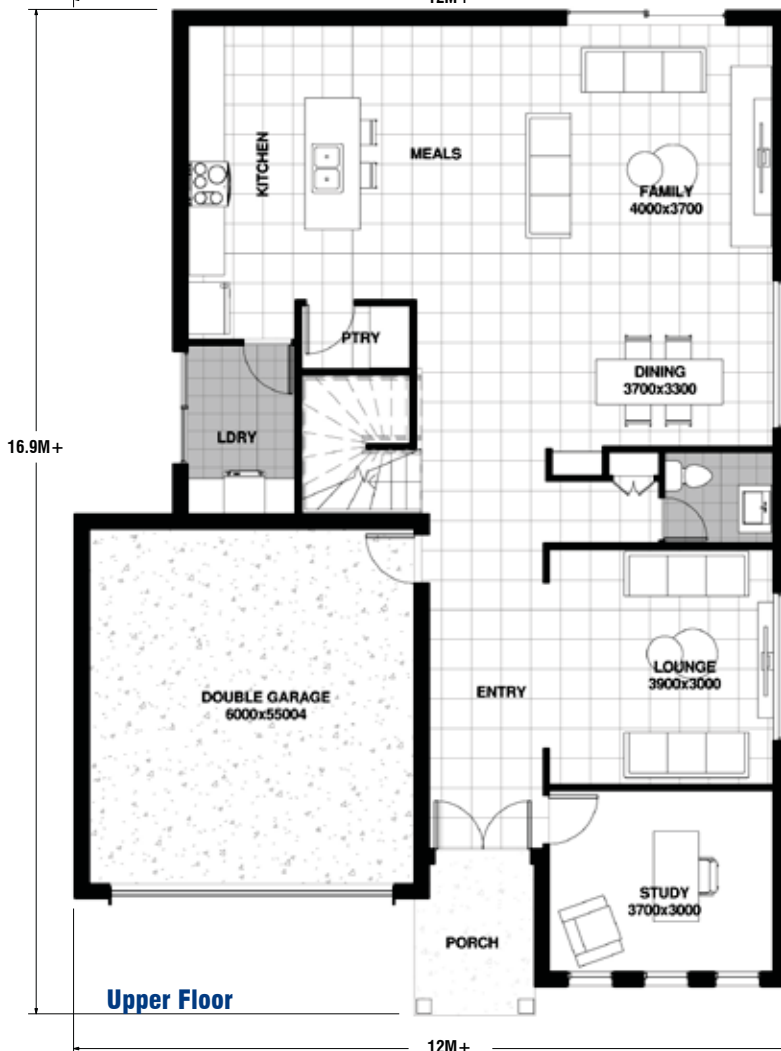 12M+
KITCHEN
MEALS
FAMILY
4000x3700
PTRY
DINING
3700x3300
16.9M+
LDRY
LOUNGE
3900x3000
DOUBLE GARAGE
6000x55004
ENTRY
STUDY
3700x3000
PORCH
Upper Floor
12M+